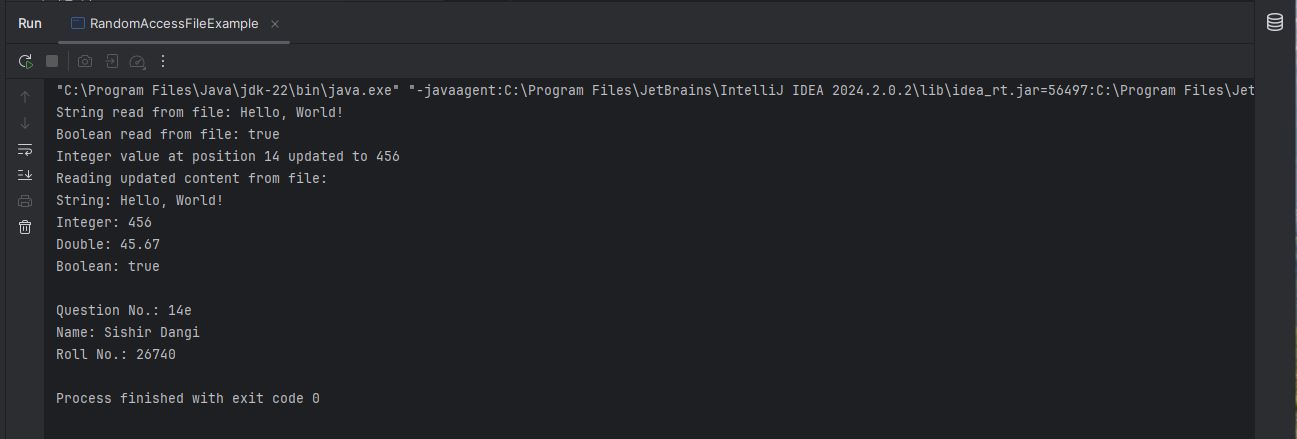 Run RandomAccessFileExample
"C:\Program Files\Java\jdk-22\bin\java.exe" "-javaagent:C:\Program Files\JetBrains\IntelliJ IDEA 2024.2.0.2\lib\idea_rt.jar=56497:C:\Program Files\Jet
String read from file: Hello, World!
Boolean read from file: true
Integer value at position 14 updated to 456
Reading updated content from file:
String: Hello, World!
Integer: 456
Double: 45.67
Boolean: true
Question No.: 14e
Name: Sishir Dangi
Roll No.: 26740
Process finished with exit code 0